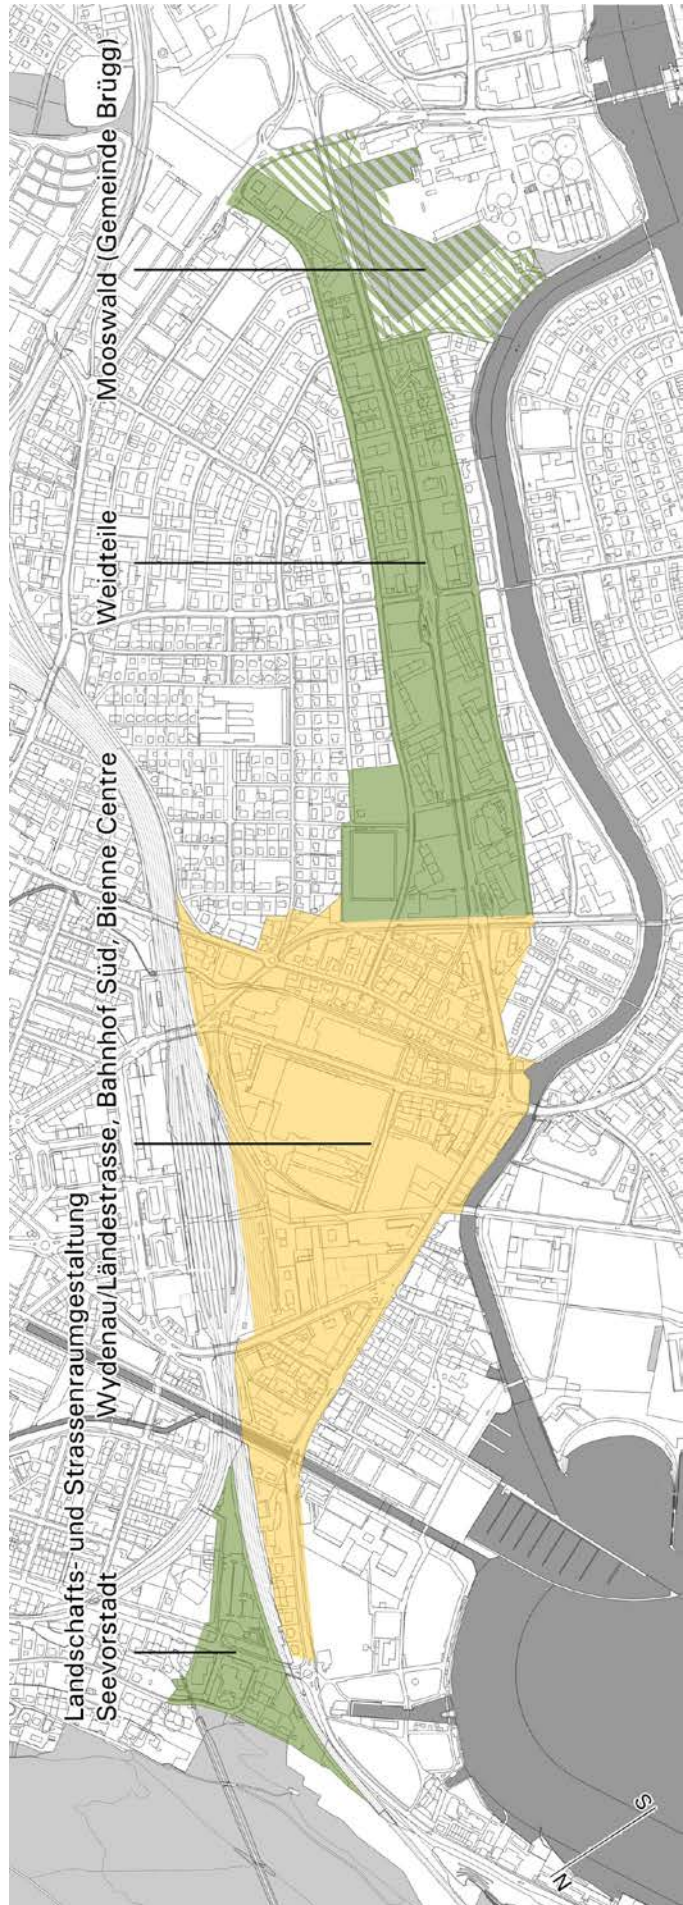 Landschafts- und Strassenraumgestaltung
Seevorstadt
Wydenau/Ländestrasse, Bahnhof Süd, Bienne Centre
Weidteile
Mooswald (Gemeinde Brügg)
N
S